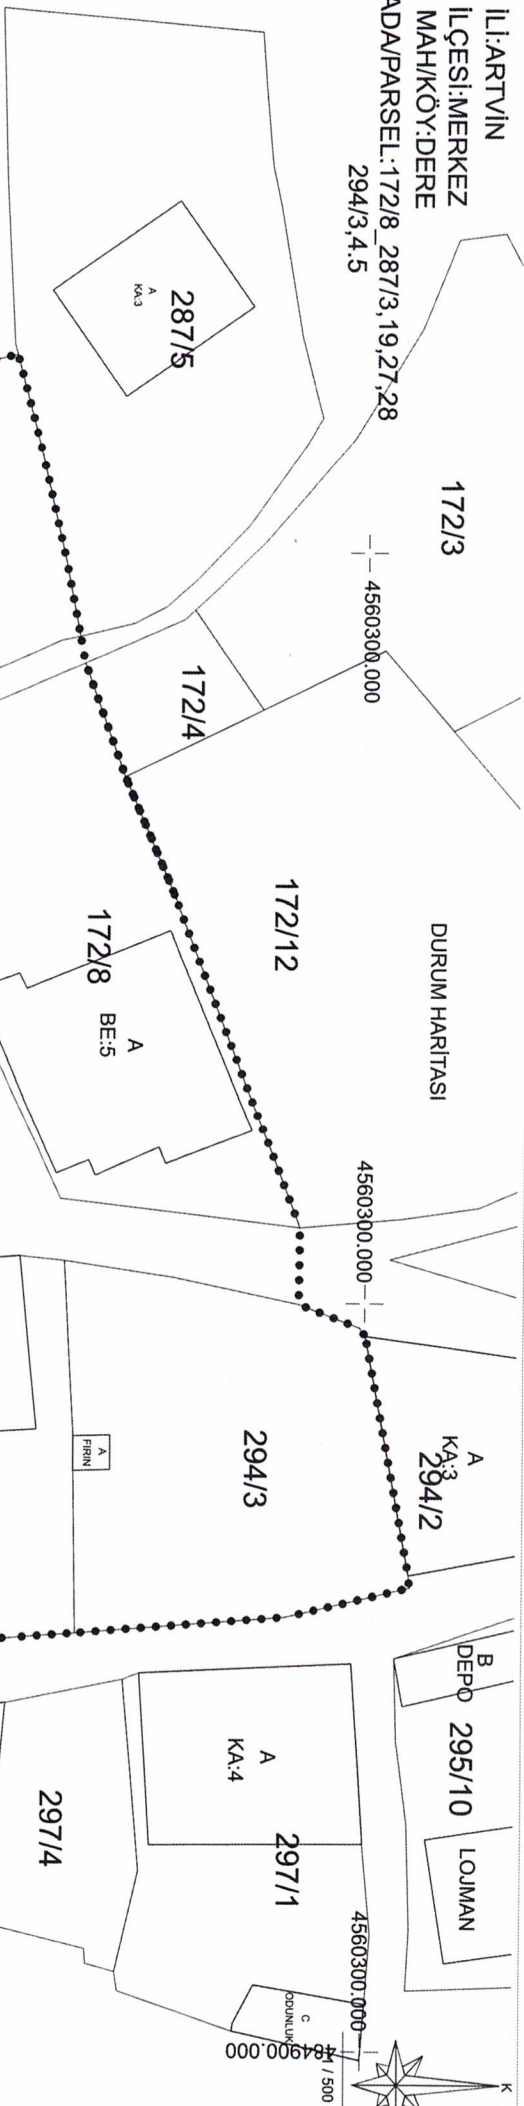 İLİ:ARTVİN
İLÇESİ:MERKEZ
MAH/KÖY:DERE
ADA/PARSEL:172/8_287/3,19,27,28
294/3,4.5
DURUM HARİTASI
287/5
A
KA:3
172/3
4560300.000
172/4
172/12
172/8
A
BE:5
4560300.000
A
KA:3
294/2
294/3
A
FIRIN
B
DEPO
295/10
LOJMAN
A
KA:4
297/1
297/4
4560300.000
C
ODUNLUK
/ 500
K